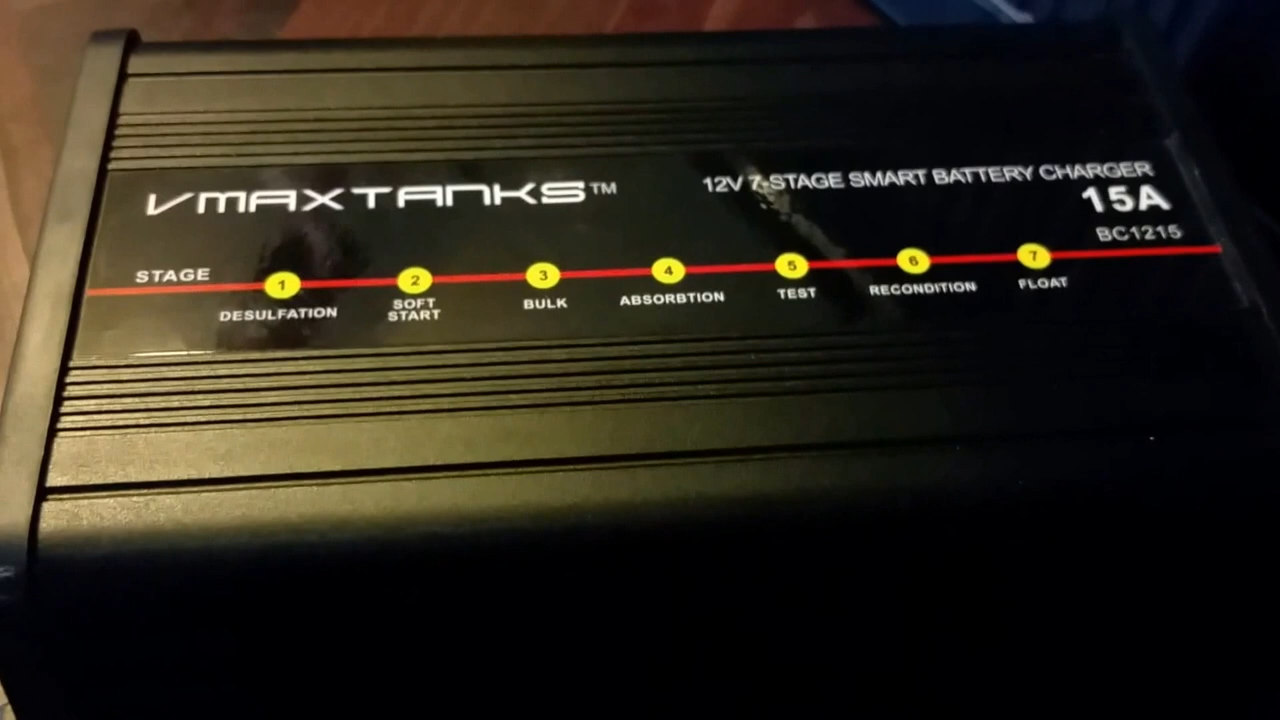 VMAXTANKS™
12V 7-STAGE SMART BATTERY CHARGER
15A
BC1215
STAGE
1 2 3 4 5 6 7
DESULFATION
SOFT
START
BULK
ABSORBTION
TEST
RECONDITION
FLOAT